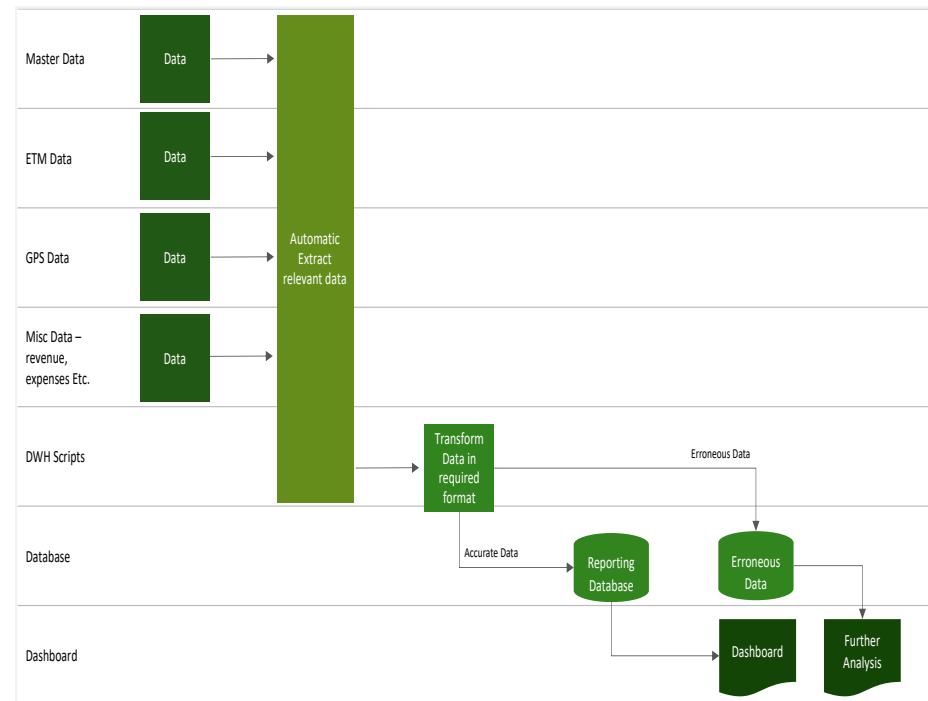 Master Data
Data
ETM Data
Data
GPS Data
Data
Automatic
Extract
relevant data
Misc Data –
revenue,
expenses Etc.
Data
DWH Scripts
Transform
Data in
required
format
Erroneous Data
Database
Accurate Data
Reporting
Database
Erroneous
Data
Dashboard
Dashboard
Further
Analysis